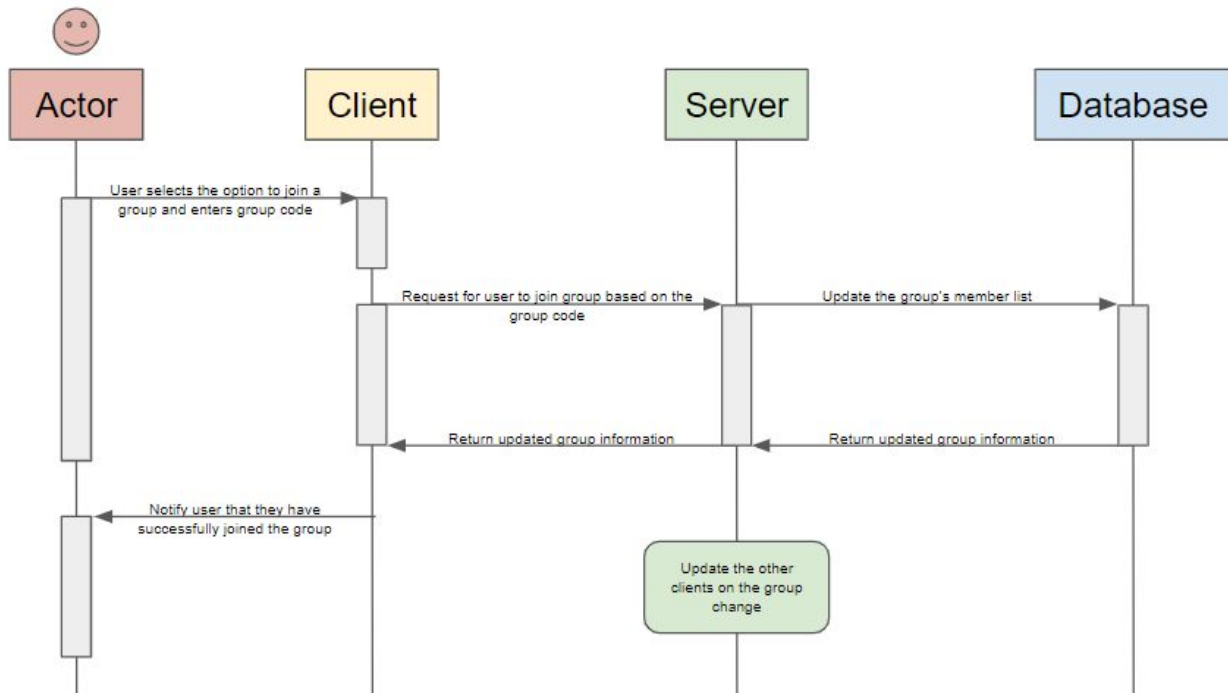 Actor
Client
Server
Database
User selects the option to join a
group and enters group code
Request for user to join group based on the
group code
Update the group's member list
Return updated group information
Return updated group information
Notify user that they have
successfully joined the group
Update the other
clients on the group
change